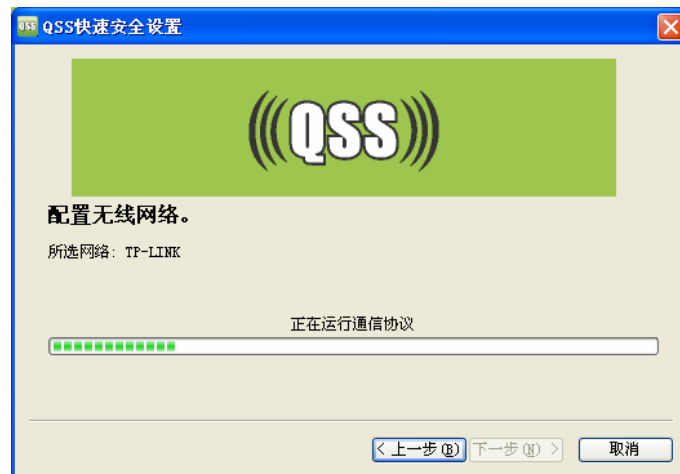 QSS QSS快速安全设置
(((QSS)))
配置无线网络。
所选网络: TP-LINK
正在运行通信协议
< 上一步(B) 下一步(N) > 取消